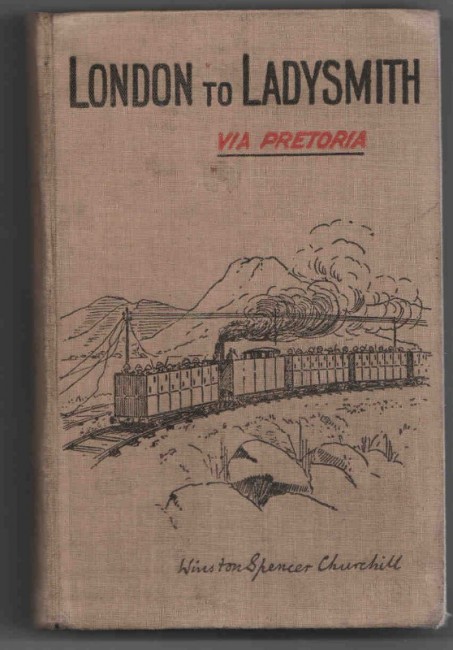 LONDON TO LADYSMITH
VIA PRETORIA
Winston Spencer Churchill